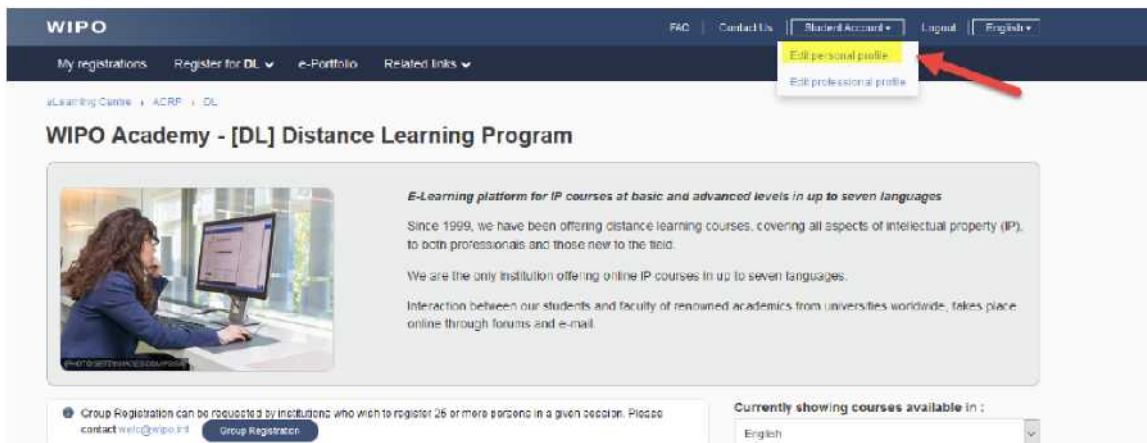 WIPO
FAQ Contact Us Student Account Logout English
Edit personal profile
Edit professional profile
My registrations Register for DL e-Portfolio Related links
eLearning Centre ACRP DL
WIPO Academy - [DL] Distance Learning Program
E-Learning platform for IP courses at basic and advanced levels in up to seven languages
Since 1999, we have been offering distance learning courses, covering all aspects of intellectual property (IP),
to both professionals and those new to the field.
We are the only institution offering online IP courses in up to seven languages.
Interaction between our students and faculty of renowned academics from universities worldwide, takes place
online through forums and e-mail.
Group Registration can be requested by institutions who wish to register 25 or more persons in a given session. Please
contact welc@wipo.int Group Registration
Currently showing courses available in :
English